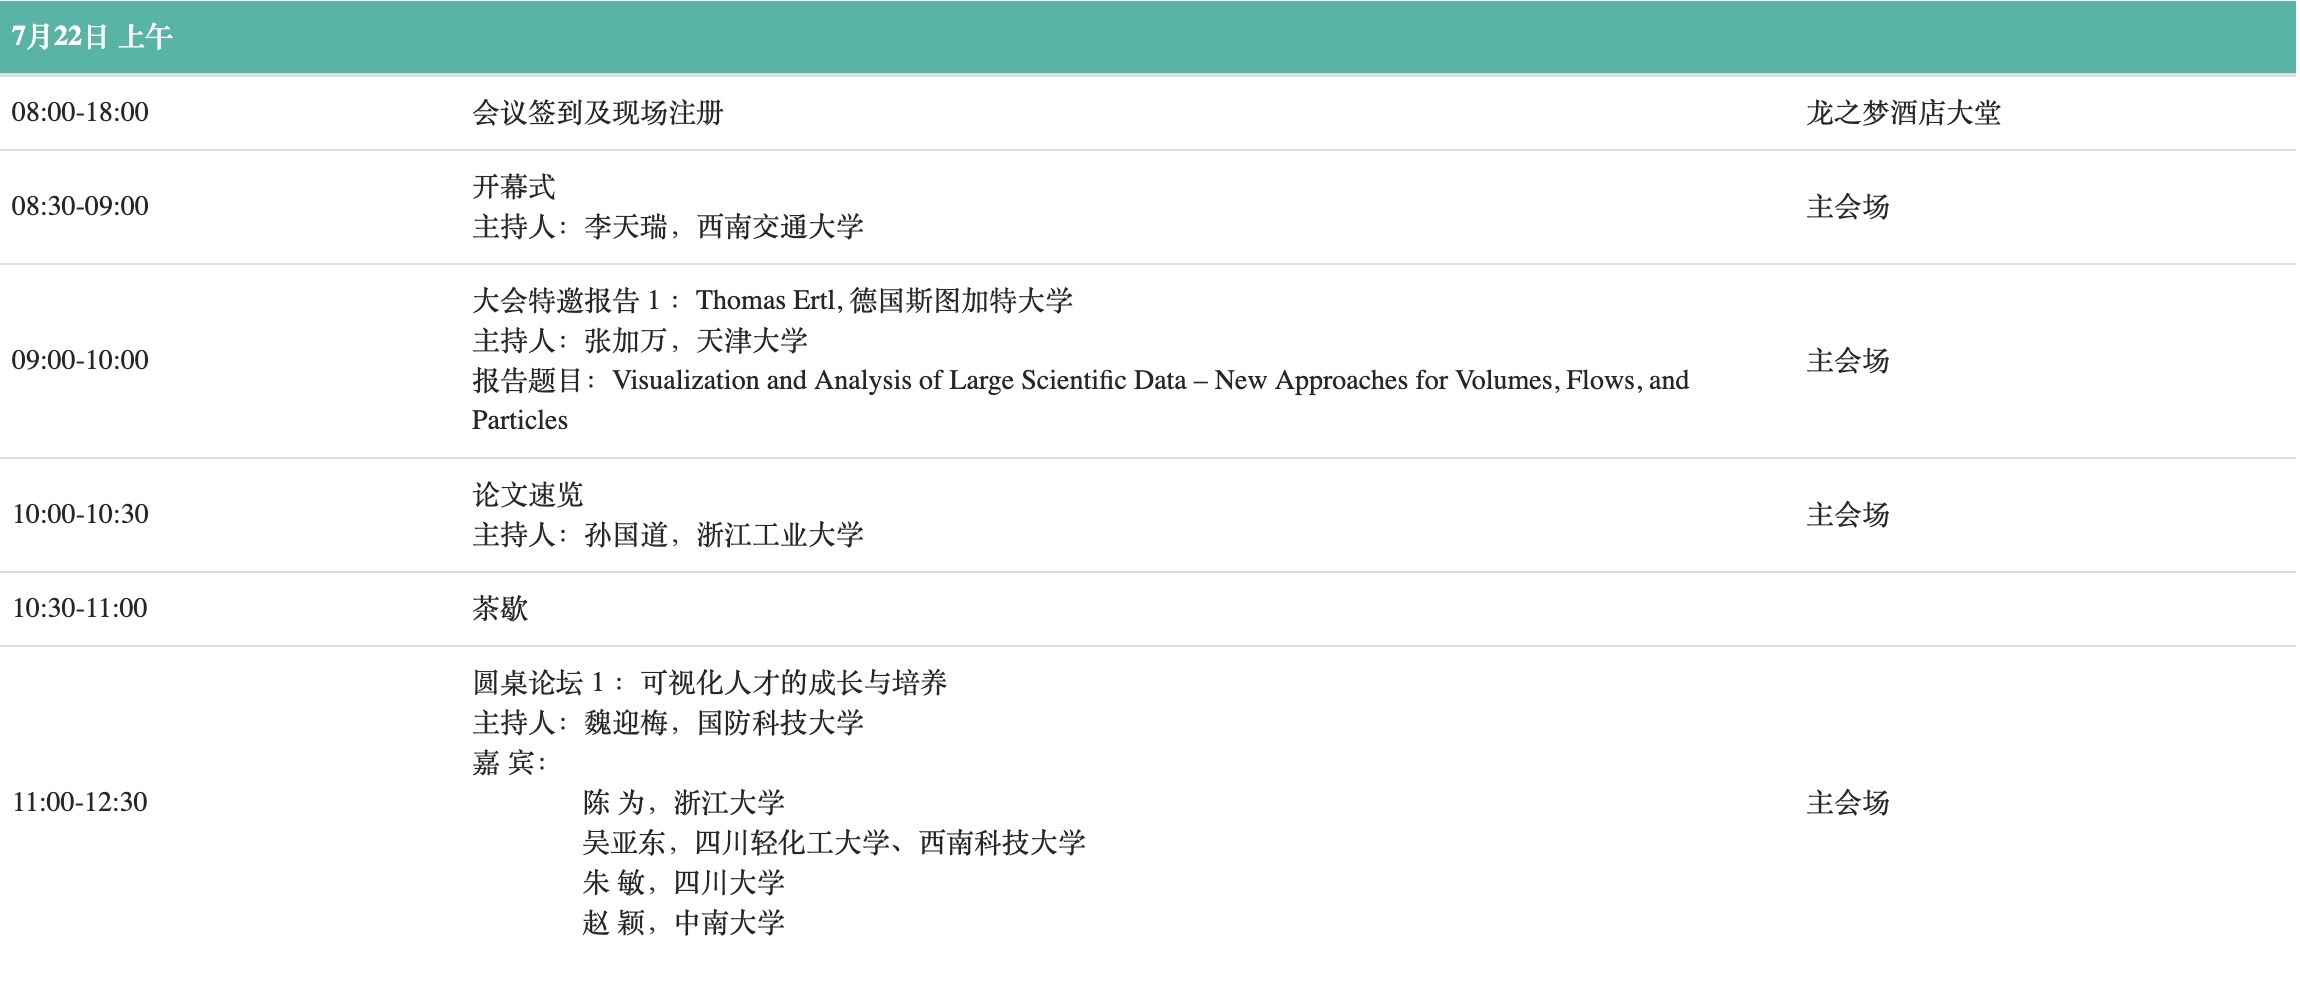 7月22日 上午
08:00-18:00
会议签到及现场注册
龙之梦酒店大堂
08:30-09:00
开幕式
主持人：李天瑞，西南交通大学
主会场
09:00-10:00
大会特邀报告 1 ：Thomas Ertl, 德国斯图加特大学
主持人：张加万，天津大学
报告题目：Visualization and Analysis of Large Scientific Data – New Approaches for Volumes, Flows, and
Particles
主会场
10:00-10:30
论文速览
主持人：孙国道，浙江工业大学
主会场
10:30-11:00
茶歇
11:00-12:30
圆桌论坛 1 ：可视化人才的成长与培养
主持人：魏迎梅，国防科技大学
嘉 宾：
陈 为，浙江大学
吴亚东，四川轻化工大学、西南科技大学
朱 敏，四川大学
赵 颖，中南大学
主会场